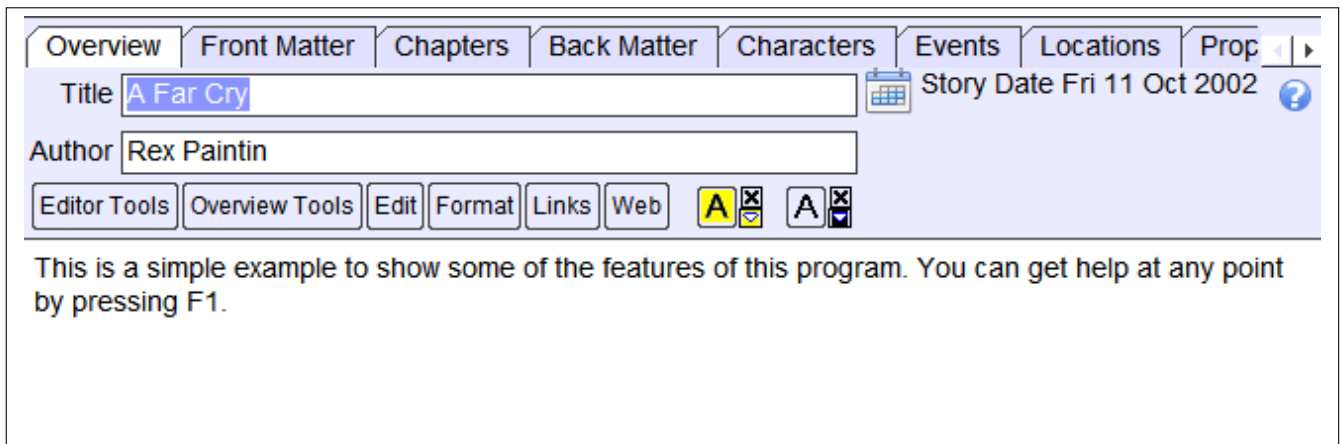 Overview Front Matter Chapters Back Matter Characters Events Locations Prop
Title A Far Cry Story Date Fri 11 Oct 2002
Author Rex Paintin
Editor Tools Overview Tools Edit Format Links Web A A
This is a simple example to show some of the features of this program. You can get help at any point
by pressing F1.